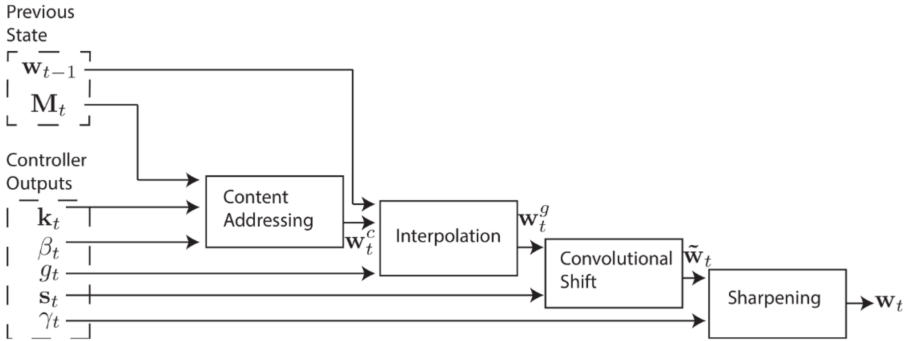 Previous
State
w_{t−1}
M_t
Controller
Outputs
k_t
β_t
g_t
s_t
γ_t
Content
Addressing
w_t^c
Interpolation
w_t^g
Convolutional
Shift
w̃_t
Sharpening
w_t